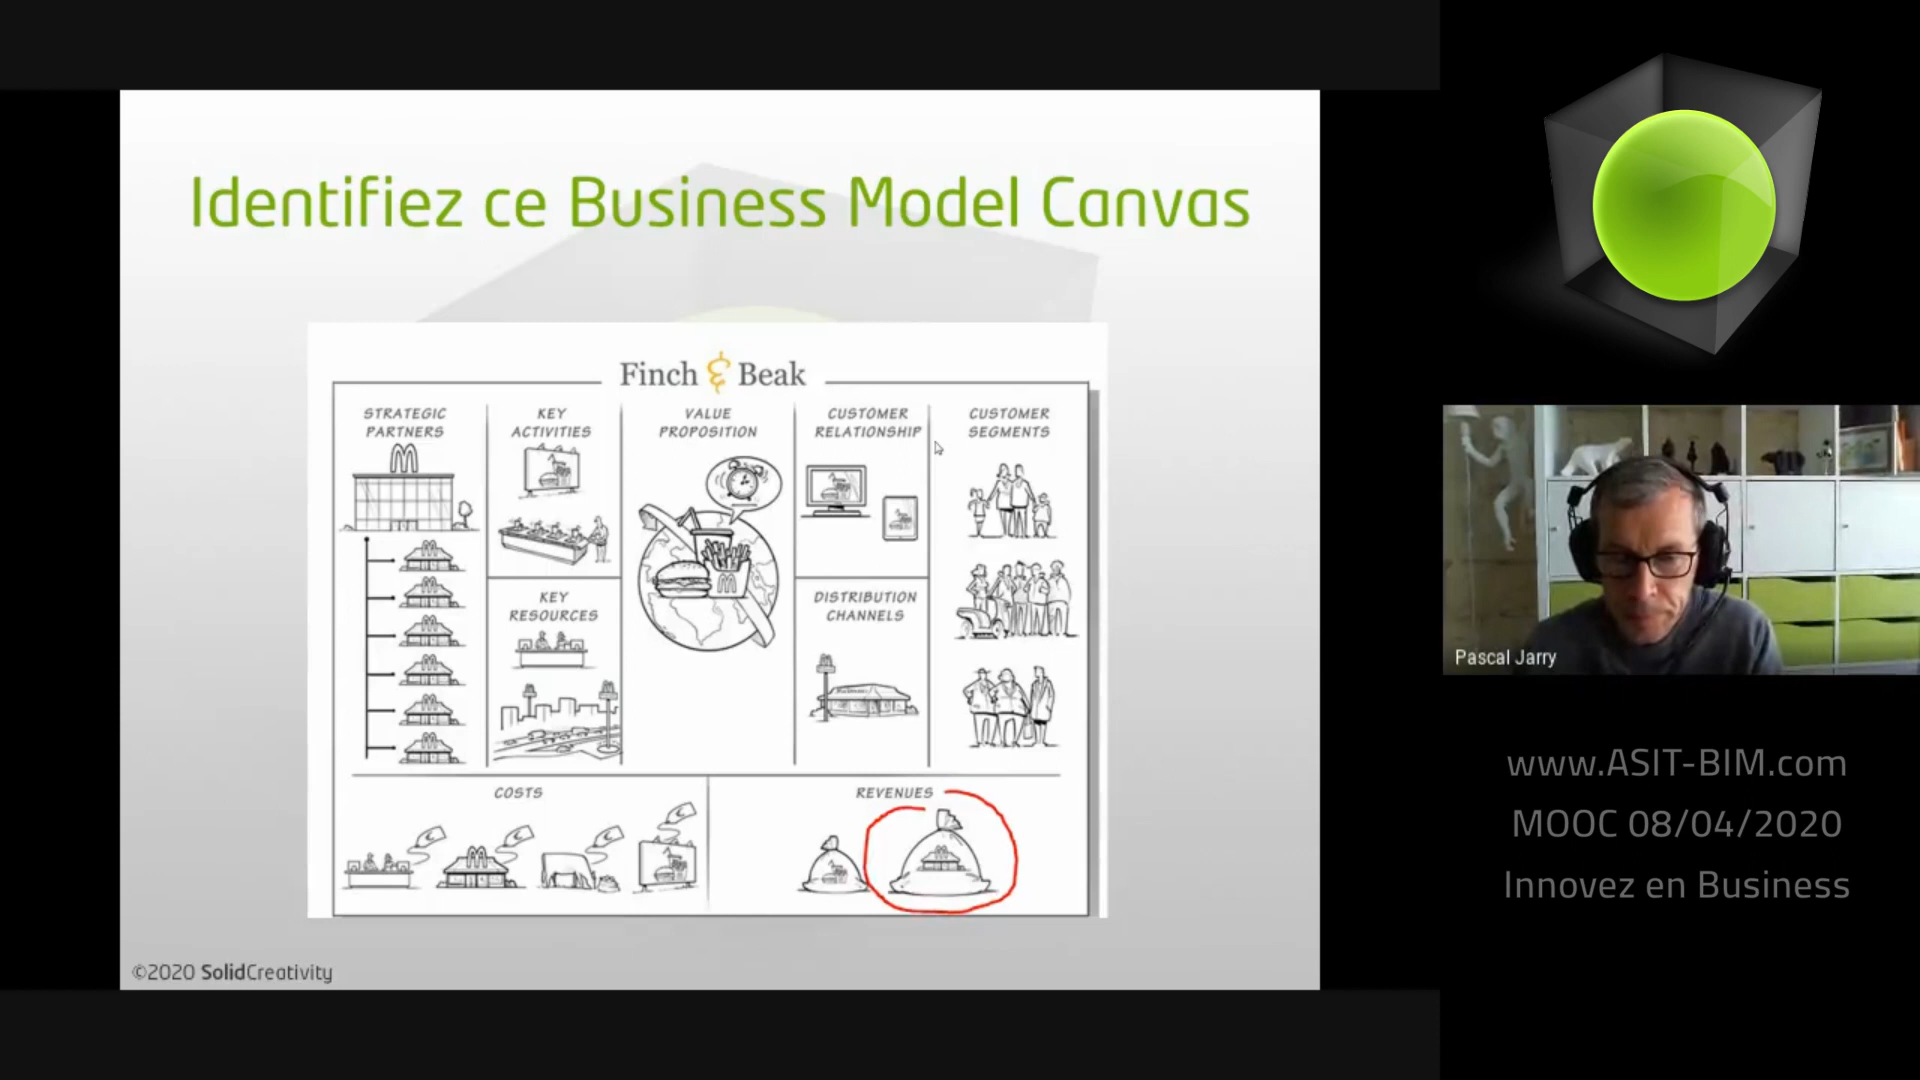 Identifiez ce Business Model Canvas
Finch & Beak
STRATEGIC
PARTNERS
KEY
ACTIVITIES
VALUE
PROPOSITION
CUSTOMER
RELATIONSHIP
CUSTOMER
SEGMENTS
KEY
RESOURCES
DISTRIBUTION
CHANNELS
COSTS
REVENUES
©2020 SolidCreativity
Pascal Jarry
www.ASIT-BIM.com
MOOC 08/04/2020
Innovez en Business